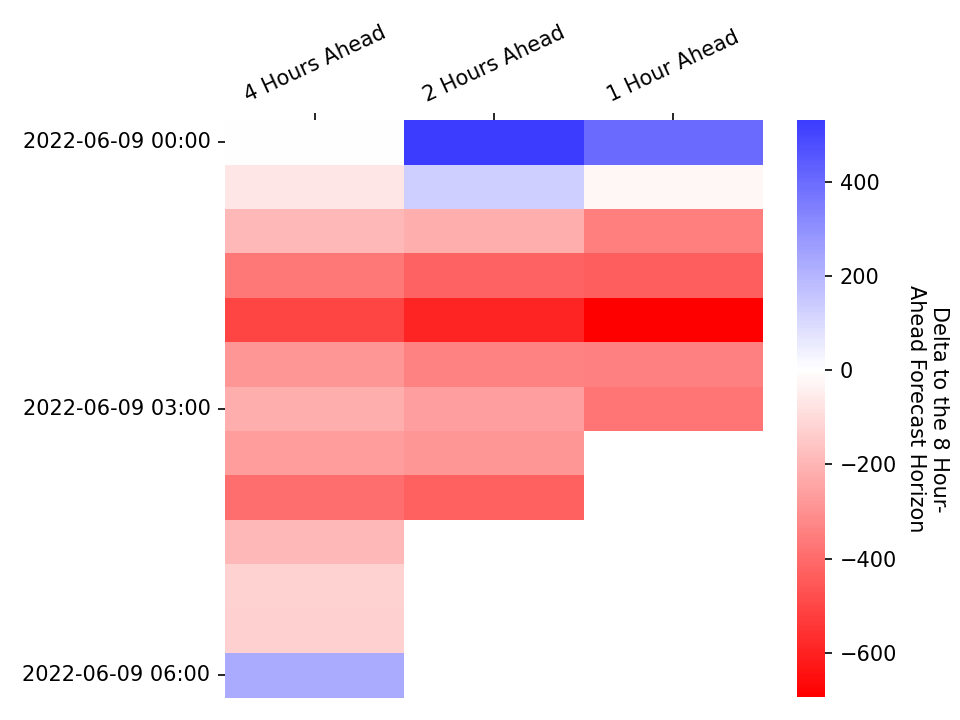 4 Hours Ahead
2 Hours Ahead
1 Hour Ahead
2022-06-09 00:00
2022-06-09 03:00
2022-06-09 06:00
400
200
0
−200
−400
−600
Delta to the 8 Hour-
Ahead Forecast Horizon